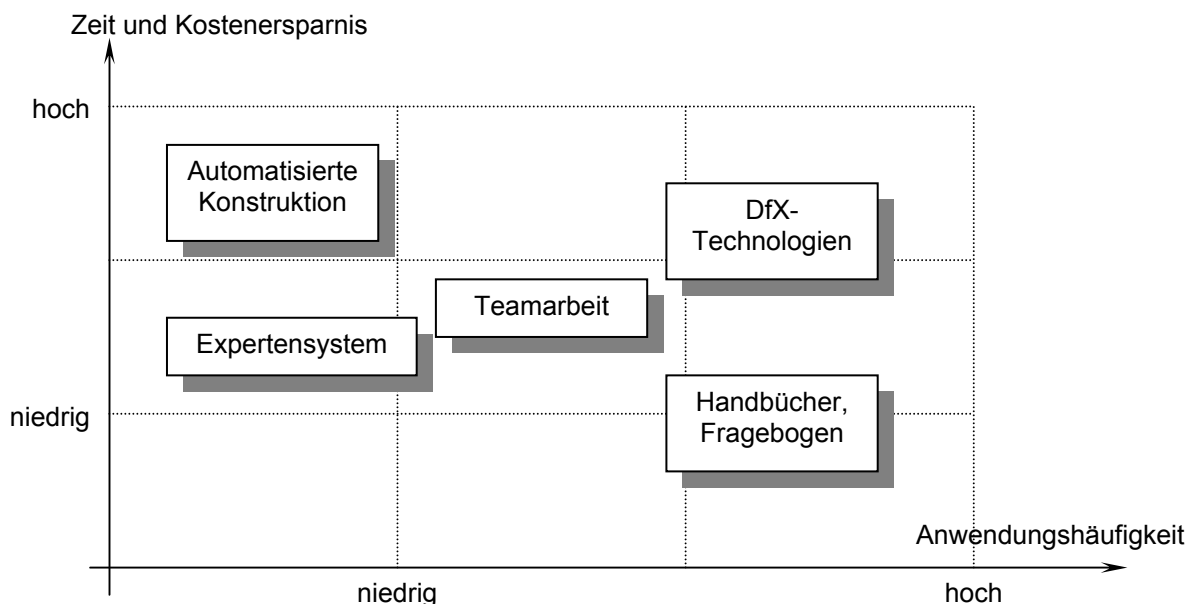 Zeit und Kostenersparnis
hoch
Automatisierte
Konstruktion
DfX-
Technologien
Teamarbeit
Expertensystem
niedrig
Handbücher,
Fragebogen
Anwendungshäufigkeit
niedrig
hoch